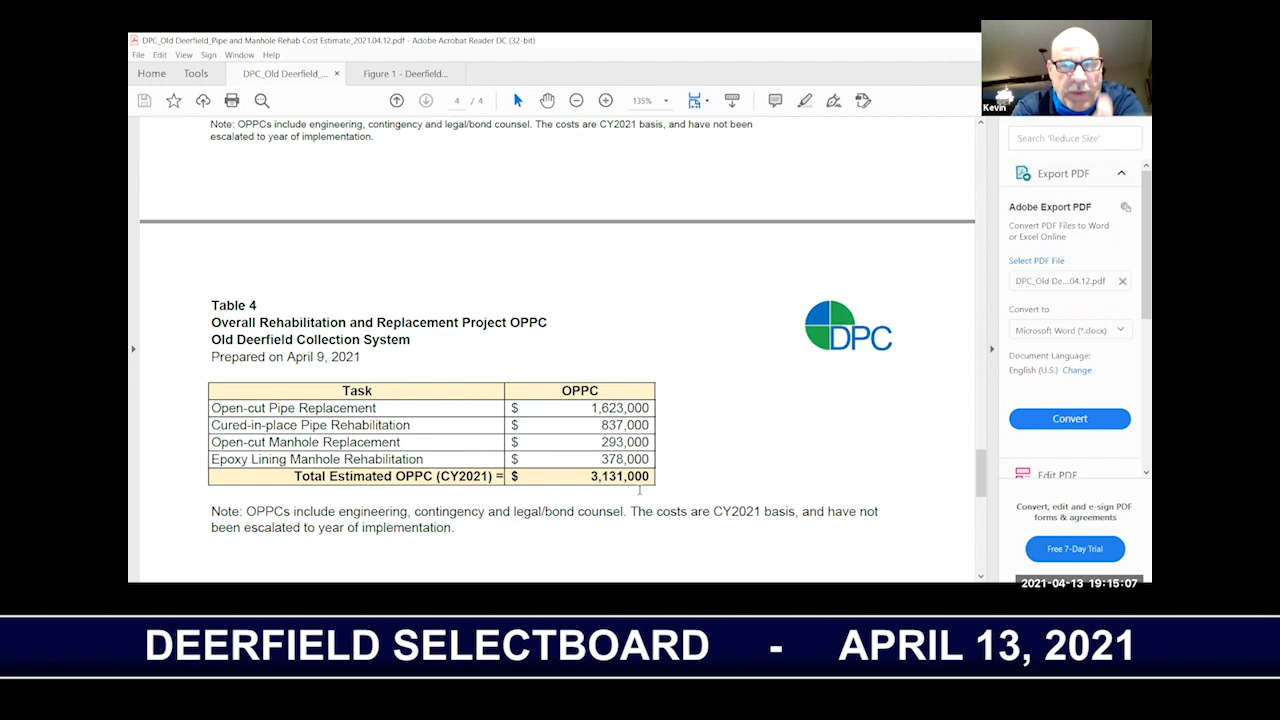 DPC_Old Deerfield_Pipe and Manhole Rehab Cost Estimate_2021.04.12.pdf - Adobe Acrobat Reader DC (32-bit)
File Edit View Sign Window Help
Home Tools DPC_Old Deerfield_... × Figure 1 - Deerfield...
4 / 4 135%
Kevin
Note: OPPCs include engineering, contingency and legal/bond counsel. The costs are CY2021 basis, and have not been
escalated to year of implementation.
Table 4
Overall Rehabilitation and Replacement Project OPPC
Old Deerfield Collection System
Prepared on April 9, 2021
DPC
Task OPPC
Open-cut Pipe Replacement $ 1,623,000
Cured-in-place Pipe Rehabilitation $ 837,000
Open-cut Manhole Replacement $ 293,000
Epoxy Lining Manhole Rehabilitation $ 378,000
Total Estimated OPPC (CY2021) = $ 3,131,000
Note: OPPCs include engineering, contingency and legal/bond counsel. The costs are CY2021 basis, and have not
been escalated to year of implementation.
Search 'Reduce Size'
Export PDF
Adobe Export PDF
Convert PDF Files to Word
or Excel Online
Select PDF File
DPC_Old De...04.12.pdf
Convert to
Microsoft Word (*.docx)
Document Language:
English (U.S.) Change
Convert
Edit PDF
Convert, edit and e-sign PDF
forms & agreements
Free 7-Day Trial
2021-04-13 19:15:07
DEERFIELD SELECTBOARD - APRIL 13, 2021